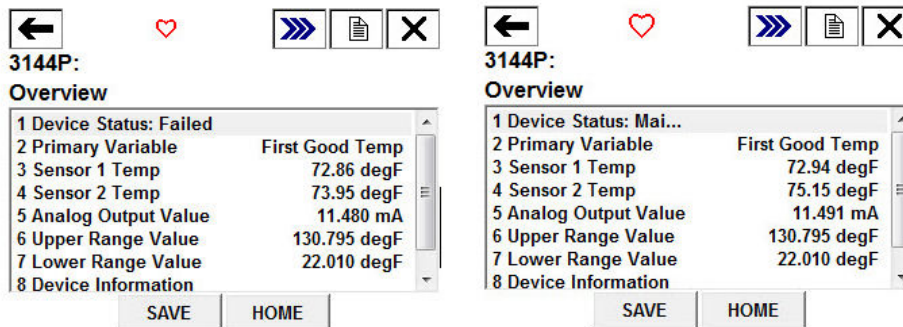 3144P:
Overview
1 Device Status: Failed
2 Primary Variable First Good Temp
3 Sensor 1 Temp 72.86 degF
4 Sensor 2 Temp 73.95 degF
5 Analog Output Value 11.480 mA
6 Upper Range Value 130.795 degF
7 Lower Range Value 22.010 degF
8 Device Information
SAVE HOME
3144P:
Overview
1 Device Status: Mai...
2 Primary Variable First Good Temp
3 Sensor 1 Temp 72.94 degF
4 Sensor 2 Temp 75.15 degF
5 Analog Output Value 11.491 mA
6 Upper Range Value 130.795 degF
7 Lower Range Value 22.010 degF
8 Device Information
SAVE HOME